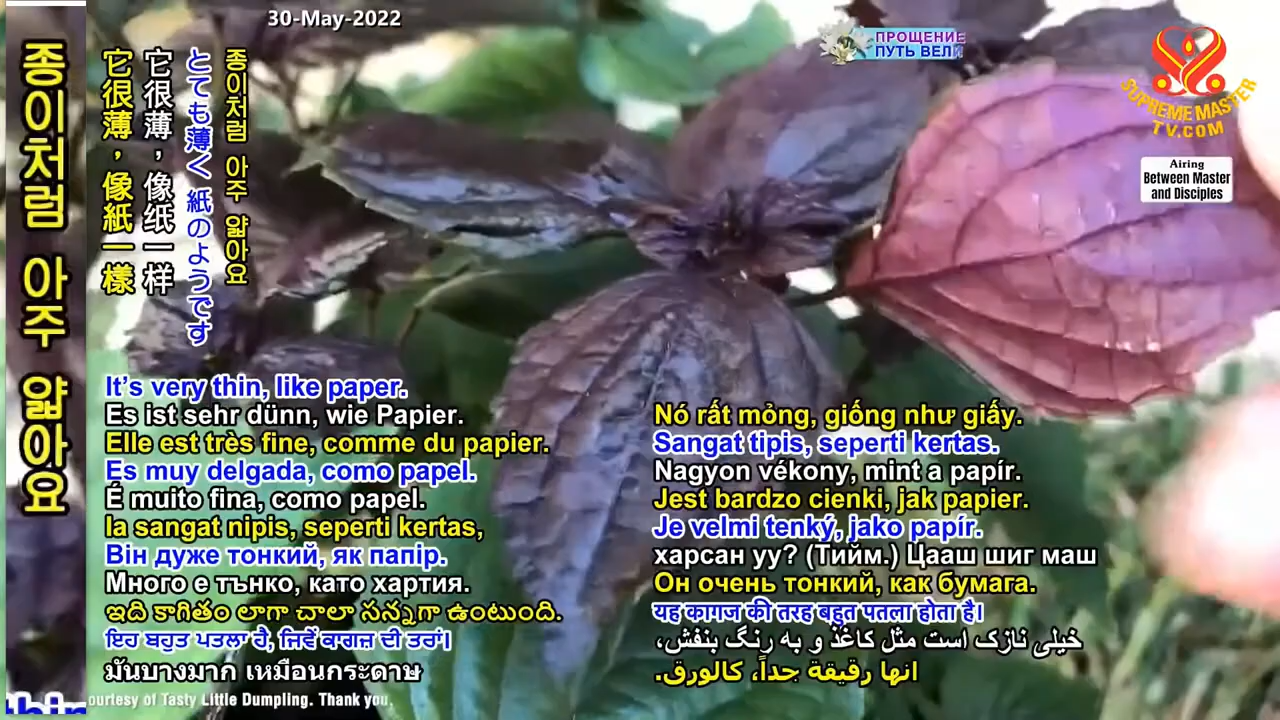 30-May-2022
종이처럼 아주 얇아요
它很薄，像紙一樣
它很薄，像纸一样
とても薄く 紙のようです
종이처럼 아주 얇아요
ПРОЩЕНИЕ
ПУТЬ ВЕЛИ
SUPREME MASTER
TV.COM
Airing
Between Master
and Disciples
It’s very thin, like paper.
Es ist sehr dünn, wie Papier.
Elle est très fine, comme du papier.
Es muy delgada, como papel.
É muito fina, como papel.
Ia sangat nipis, seperti kertas,
Він дуже тонкий, як папір.
Много е тънко, като хартия.
ఇది కాగితం లాగా చాలా సన్నగా ఉంటుంది.
ਇਹ ਬਹੁਤ ਪਤਲਾ ਹੈ, ਜਿਵੇਂ ਕਾਗਜ਼ ਦੀ ਤਰਾਂ।
มันบางมาก เหมือนกระดาษ
Nó rất mỏng, giống như giấy.
Sangat tipis, seperti kertas.
Nagyon vékony, mint a papír.
Jest bardzo cienki, jak papier.
Je velmi tenký, jako papír.
харсан уу? (Тийм.) Цааш шиг маш
Он очень тонкий, как бумага.
यह कागज की तरह बहुत पतला होता है।
خیلی نازک است مثل کاغذ و به رنگ بنفش،
انها رقيقة جداً، كالورق.
thin
ourtesy of Tasty Little Dumpling. Thank you,